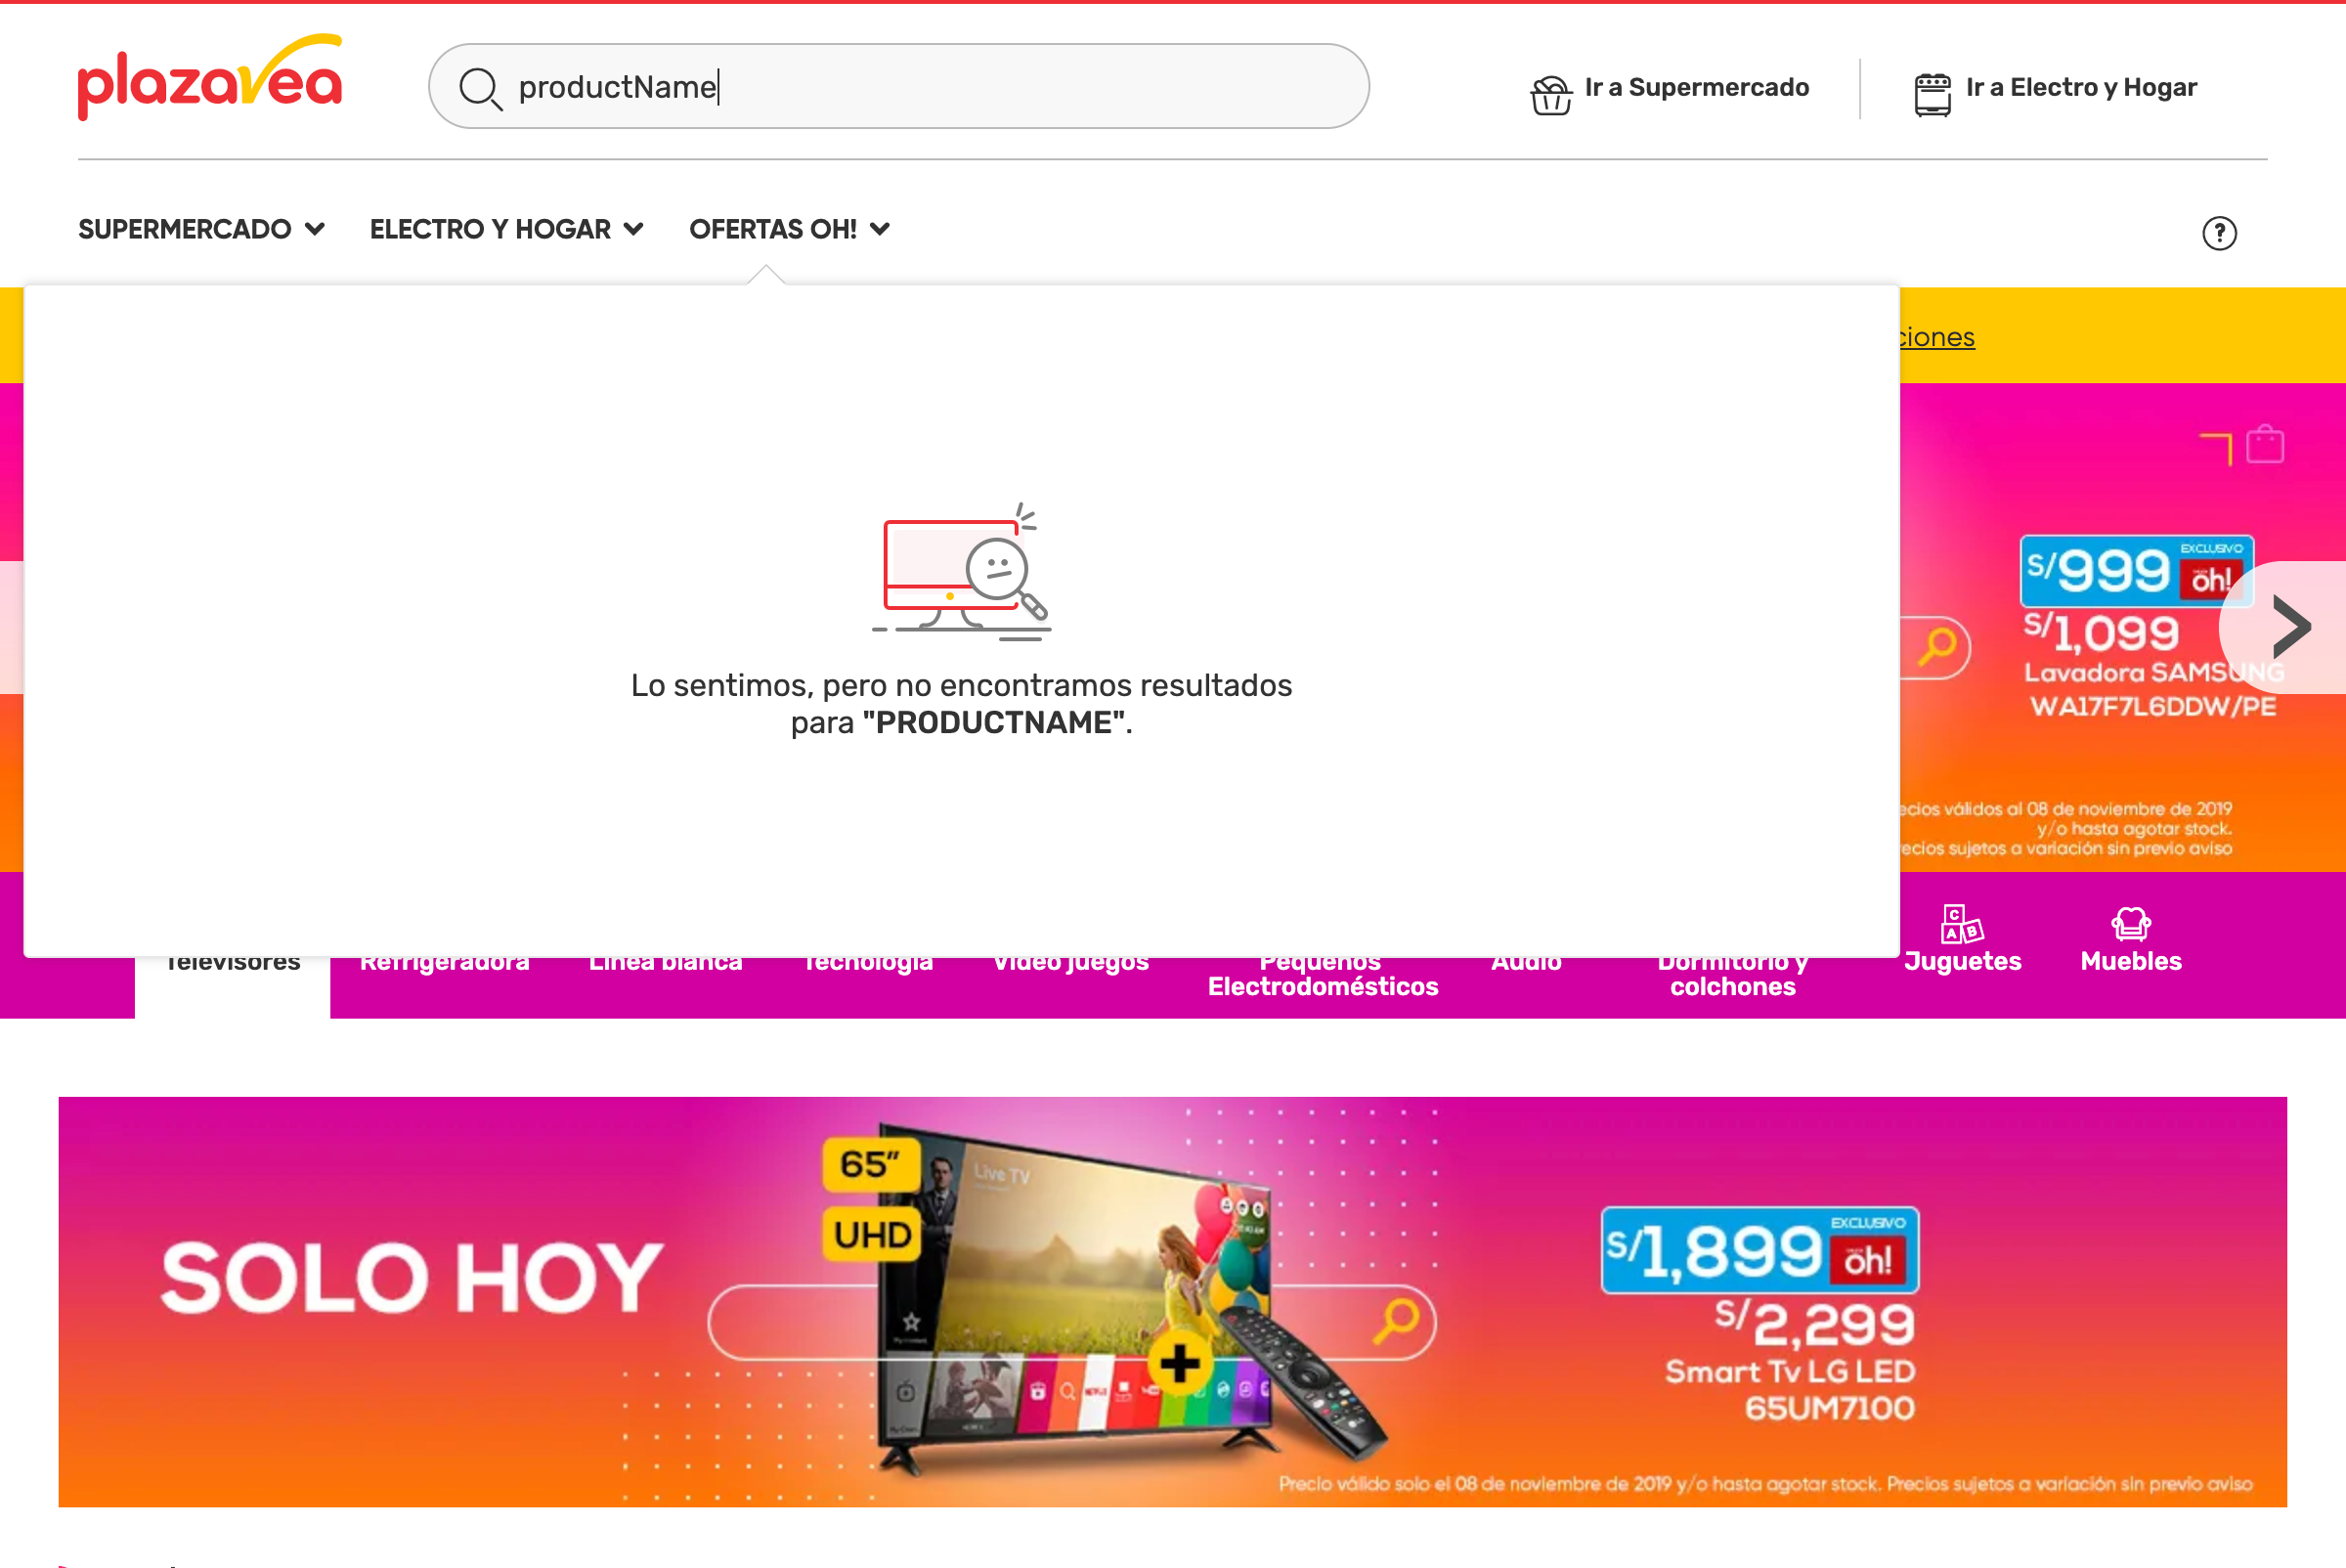 plazavea
productName
Ir a Supermercado
Ir a Electro y Hogar
SUPERMERCADO
ELECTRO Y HOGAR
OFERTAS OH!
?
ciones
Lo sentimos, pero no encontramos resultados
para "PRODUCTNAME".
S/999
EXCLUSIVO
oh!
S/1,099
Lavadora SAMSUNG
WA17F7L6DDW/PE
ecios válidos al 08 de noviembre de 2019
y/o hasta agotar stock.
ecios sujetos a variación sin previo aviso
Televisores
Refrigeradora
Línea blanca
Tecnología
Video juegos
Pequeños
Electrodomésticos
Audio
Dormitorio y
colchones
C
A B
Juguetes
Muebles
SOLO HOY
65”
UHD
Live TV
NETFLIX
S/1,899
EXCLUSIVO
oh!
S/2,299
Smart Tv LG LED
65UM7100
Precio válido solo el 08 de noviembre de 2019 y/o hasta agotar stock. Precios sujetos a variación sin previo aviso